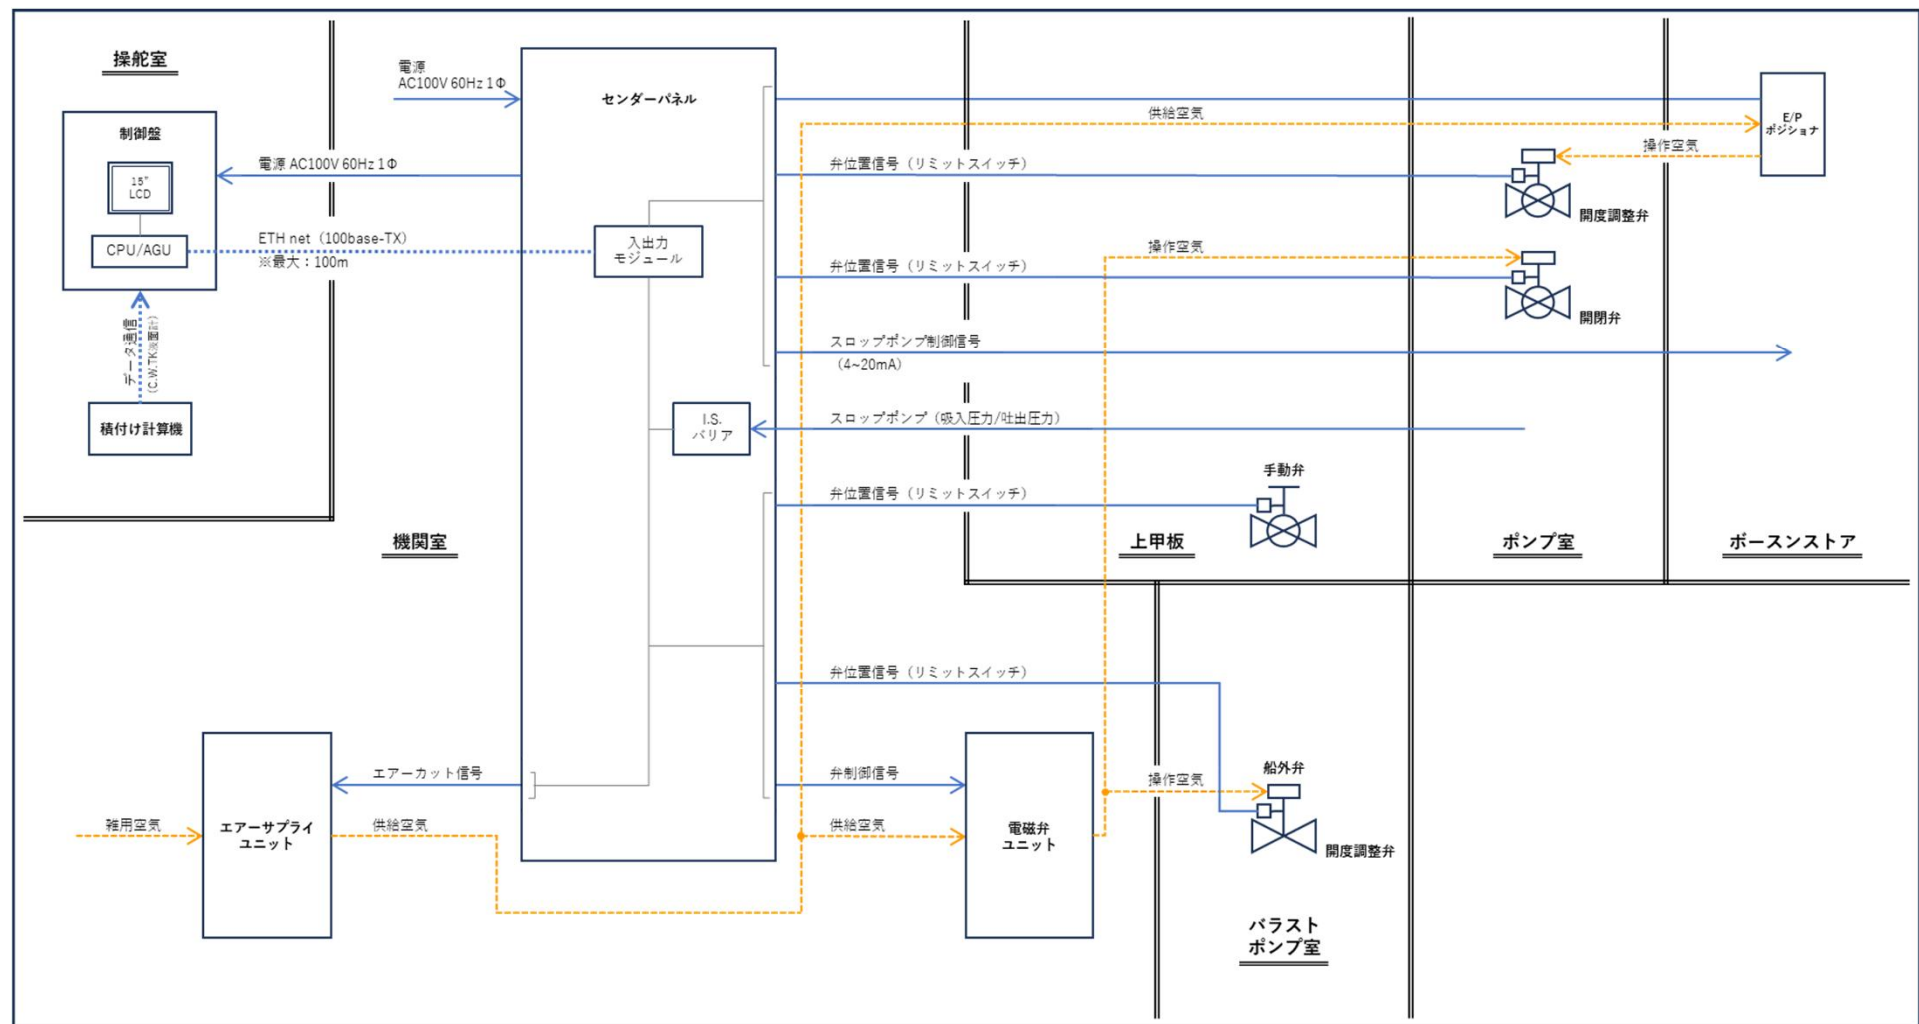 操舵室
制御盤
15"
LCD
CPU/AGU
データ通信
(C.W.TK液面計)
積付け計算機
電源
AC100V 60Hz 1Φ
電源 AC100V 60Hz 1Φ
ETH net（100base-TX）
※最大：100m
センダーパネル
入出力
モジュール
I.S.
バリア
機関室
供給空気
E/P
ポジショナ
操作空気
弁位置信号（リミットスイッチ）
開度調整弁
操作空気
弁位置信号（リミットスイッチ）
開閉弁
スロップポンプ制御信号
（4~20mA）
スロップポンプ（吸入圧力/吐出圧力）
手動弁
弁位置信号（リミットスイッチ）
上甲板
ポンプ室
ボースンストア
弁位置信号（リミットスイッチ）
エアーカット信号
弁制御信号
船外弁
操作空気
雑用空気
エアーサプライ
ユニット
供給空気
供給空気
電磁弁
ユニット
開度調整弁
バラスト
ポンプ室